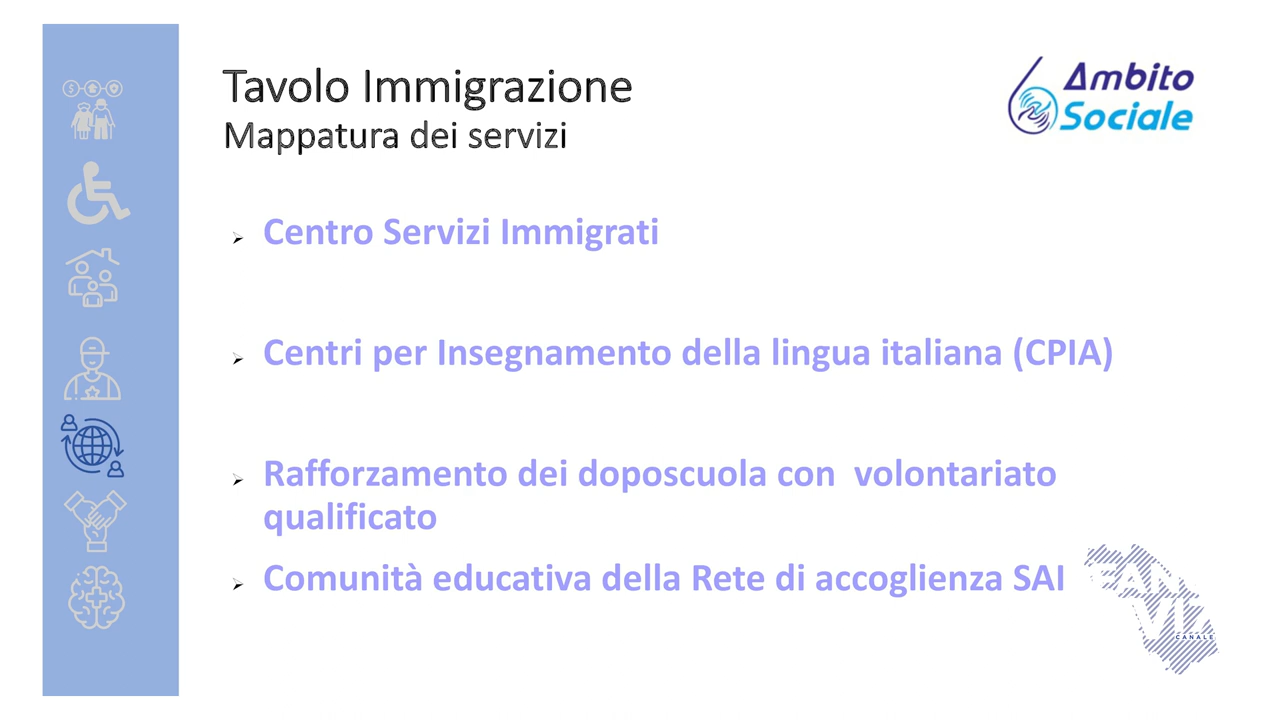 Tavolo Immigrazione
Mappatura dei servizi
Ambito
Sociale
Centro Servizi Immigrati
Centri per Insegnamento della lingua italiana (CPIA)
Rafforzamento dei doposcuola con  volontariato
qualificato
Comunità educativa della Rete di accoglienza SAI
CANALE